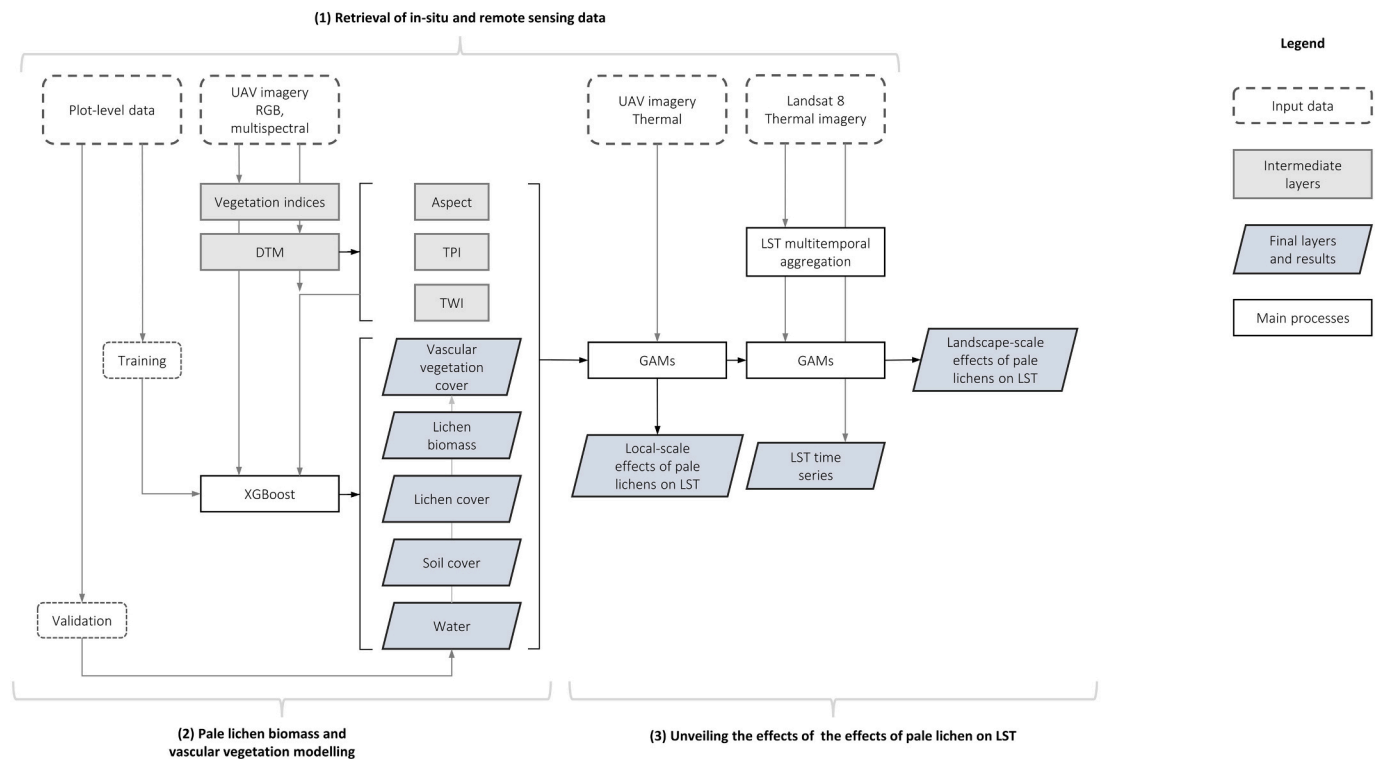 (1) Retrieval of in-situ and remote sensing data
Legend
Plot-level data
UAV imagery
RGB,
multispectral
UAV imagery
Thermal
Landsat 8
Thermal imagery
Input data
Vegetation indices
DTM
Aspect
TPI
TWI
LST multitemporal
aggregation
Intermediate
layers
Final layers
and results
Main processes
Training
Vascular
vegetation
cover
GAMs
GAMs
Landscape-scale
effects of pale
lichens on LST
Lichen
biomass
Local-scale
effects of pale
lichens on LST
LST time
series
XGBoost
Lichen cover
Soil cover
Validation
Water
(2) Pale lichen biomass and
vascular vegetation modelling
(3) Unveiling the effects of the effects of pale lichen on LST